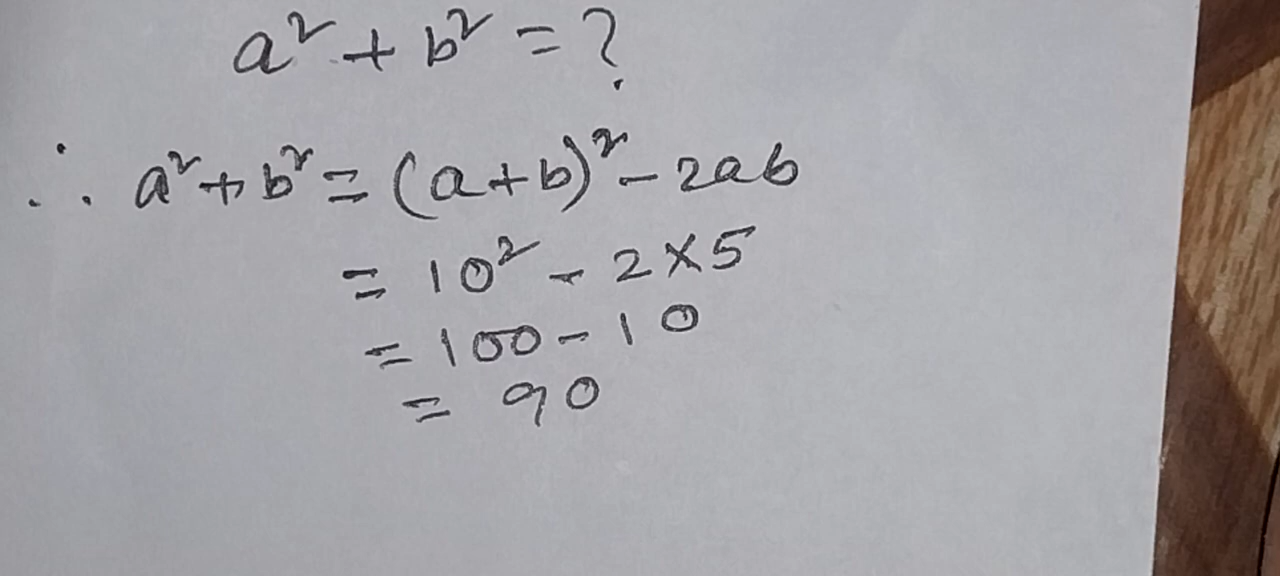 a² + b² = ?
∴ a² + b² = (a+b)² - 2ab
= 10² - 2×5
= 100 - 10
= 90